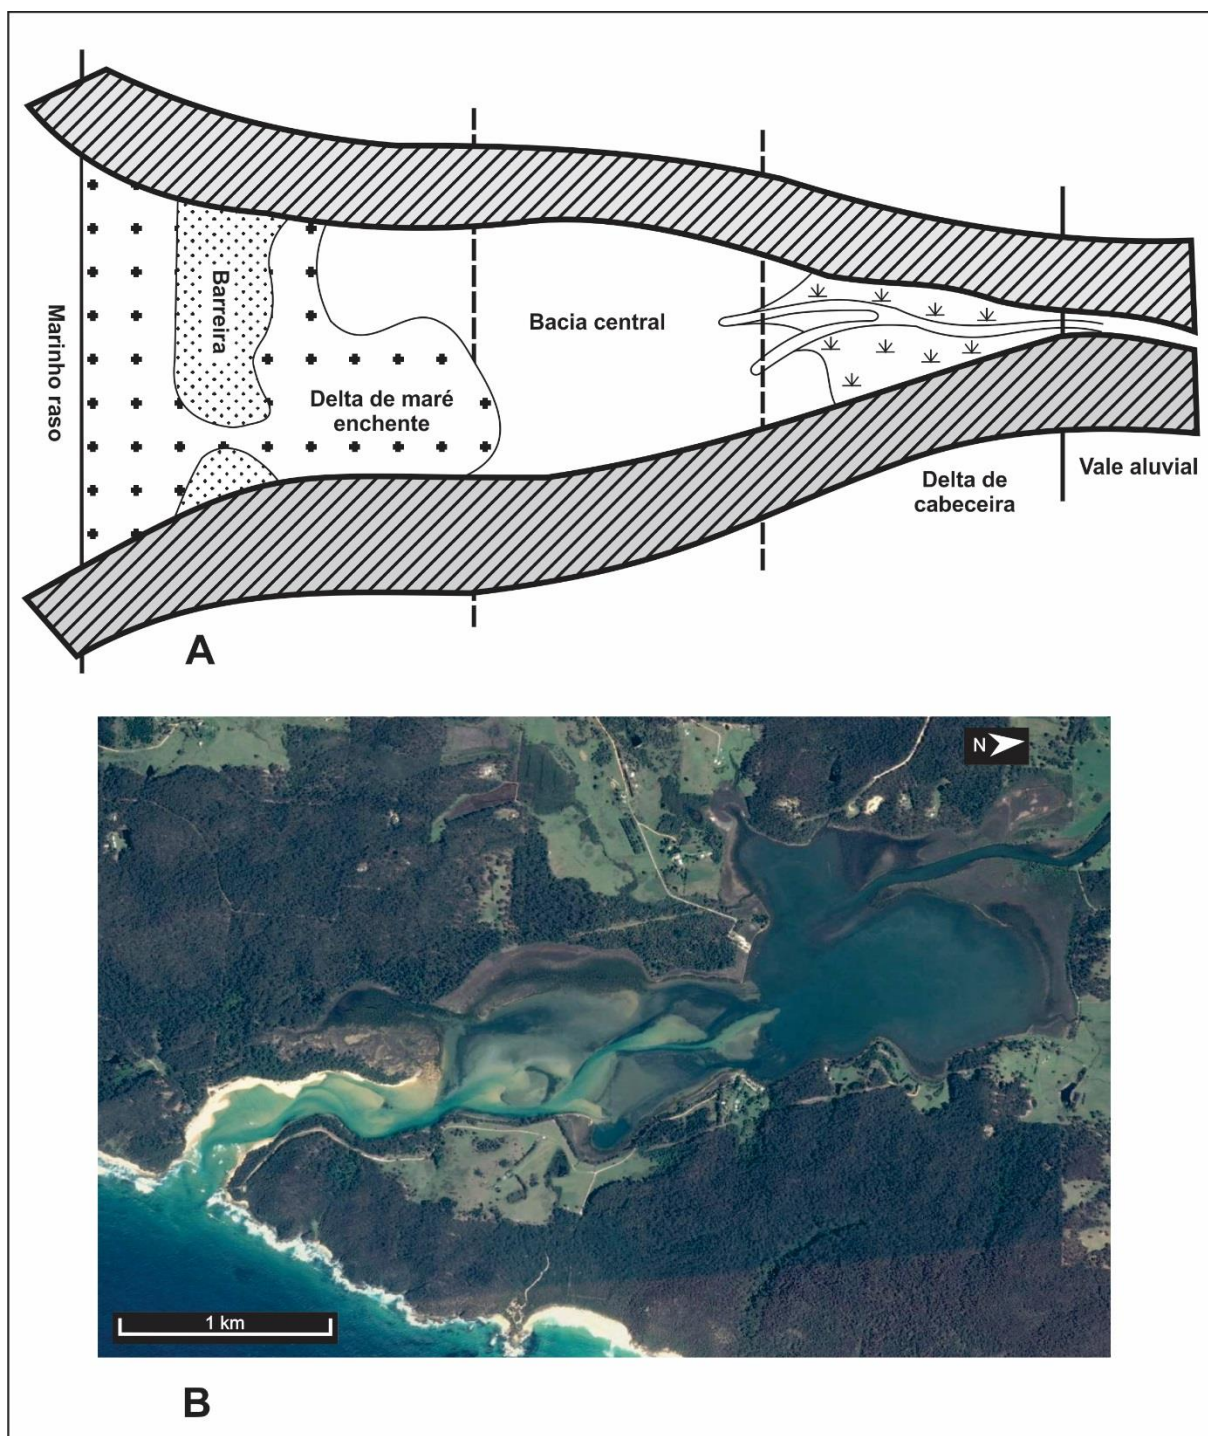 Marinho raso
Barreira
Delta de maré
enchente
Bacia central
Delta de
cabeceira
Vale aluvial
A
N
1 km
B